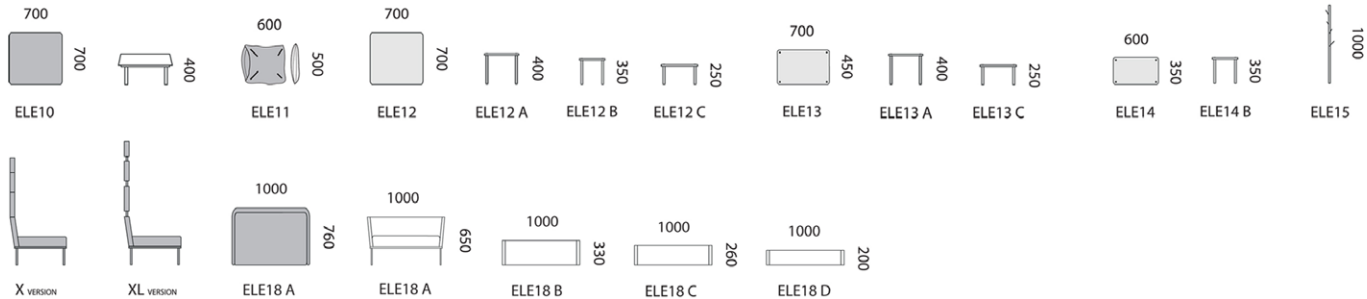 700
700
400
ELE10
600
500
ELE11
700
700
ELE12
400
ELE12 A
350
ELE12 B
250
ELE12 C
700
450
ELE13
400
ELE13 A
250
ELE13 C
600
350
ELE14
350
ELE14 B
1000
ELE15
X VERSION
XL VERSION
1000
760
ELE18 A
1000
650
ELE18 A
1000
330
ELE18 B
1000
260
ELE18 C
1000
200
ELE18 D